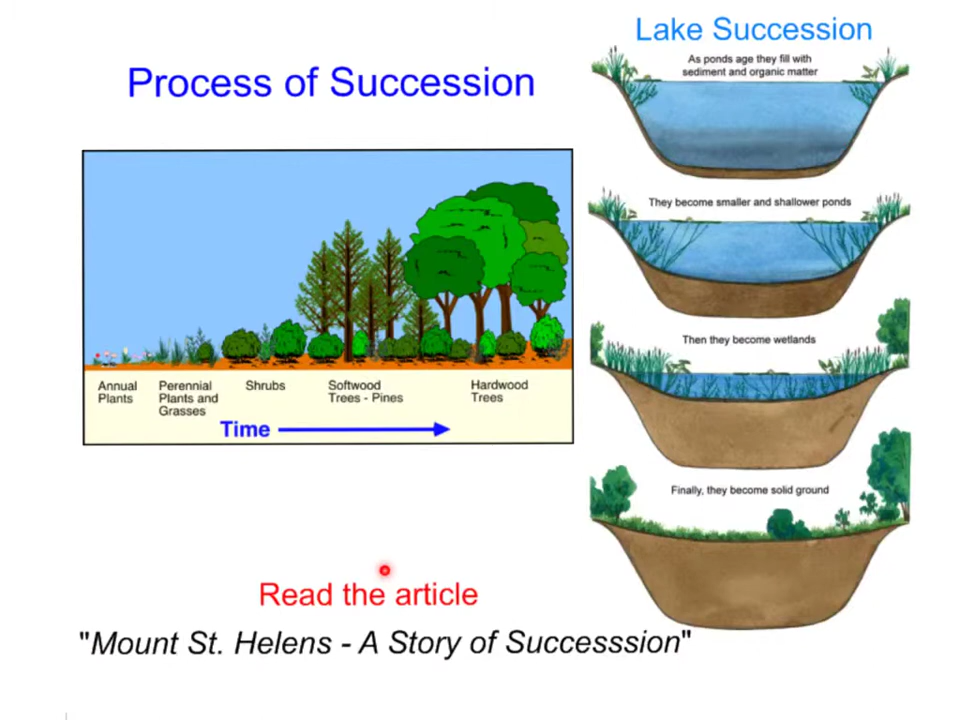 Process of Succession
Annual
Plants
Perennial
Plants and
Grasses
Shrubs
Softwood
Trees - Pines
Hardwood
Trees
Time
Lake Succession
As ponds age they fill with
sediment and organic matter
They become smaller and shallower ponds
Then they become wetlands
Finally, they become solid ground
Read the article
"Mount St. Helens - A Story of Successsion"